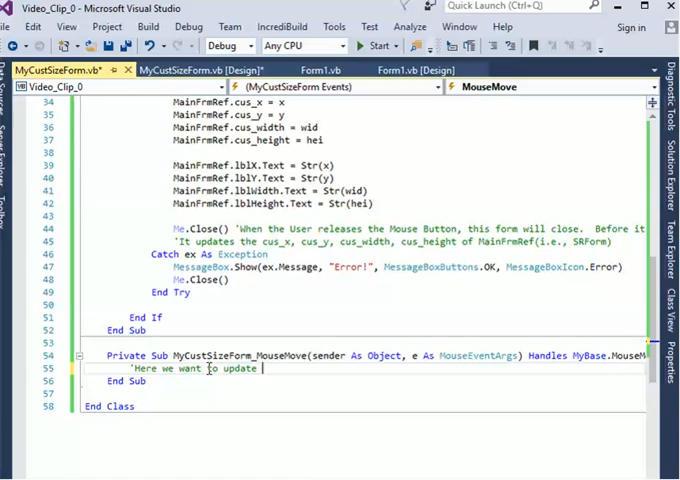 Video_Clip_0 - Microsoft Visual Studio
Quick Launch (Ctrl+Q)
File Edit View Project Build Debug Team IncrediBuild Tools Test Analyze Window Help
Sign in
Debug Any CPU Start
MyCustSizeForm.vb* MyCustSizeForm.vb [Design]* Form1.vb Form1.vb [Design]
Video_Clip_0 (MyCustSizeForm Events) MouseMove
34 MainFrmRef.cus_x = x
35 MainFrmRef.cus_y = y
36 MainFrmRef.cus_width = wid
37 MainFrmRef.cus_height = hei
38
39 MainFrmRef.lblX.Text = Str(x)
40 MainFrmRef.lblY.Text = Str(y)
41 MainFrmRef.lblWidth.Text = Str(wid)
42 MainFrmRef.lblHeight.Text = Str(hei)
43
44 Me.Close() 'When the User releases the Mouse Button, this form will close. Before it
45 'It updates the cus_x, cus_y, cus_width, cus_height of MainFrmRef(i.e., SRForm)
46 Catch ex As Exception
47 MessageBox.Show(ex.Message, "Error!", MessageBoxButtons.OK, MessageBoxIcon.Error)
48 Me.Close()
49 End Try
50
51 End If
52 End Sub
53
54 Private Sub MyCustSizeForm_MouseMove(sender As Object, e As MouseEventArgs) Handles MyBase.MouseM
55 'Here we want to update
56 End Sub
57
58 End Class
Data Sources
Server Explorer
Toolbox
Diagnostic Tools
Solution Explorer
Team Explorer
Class View
Properties